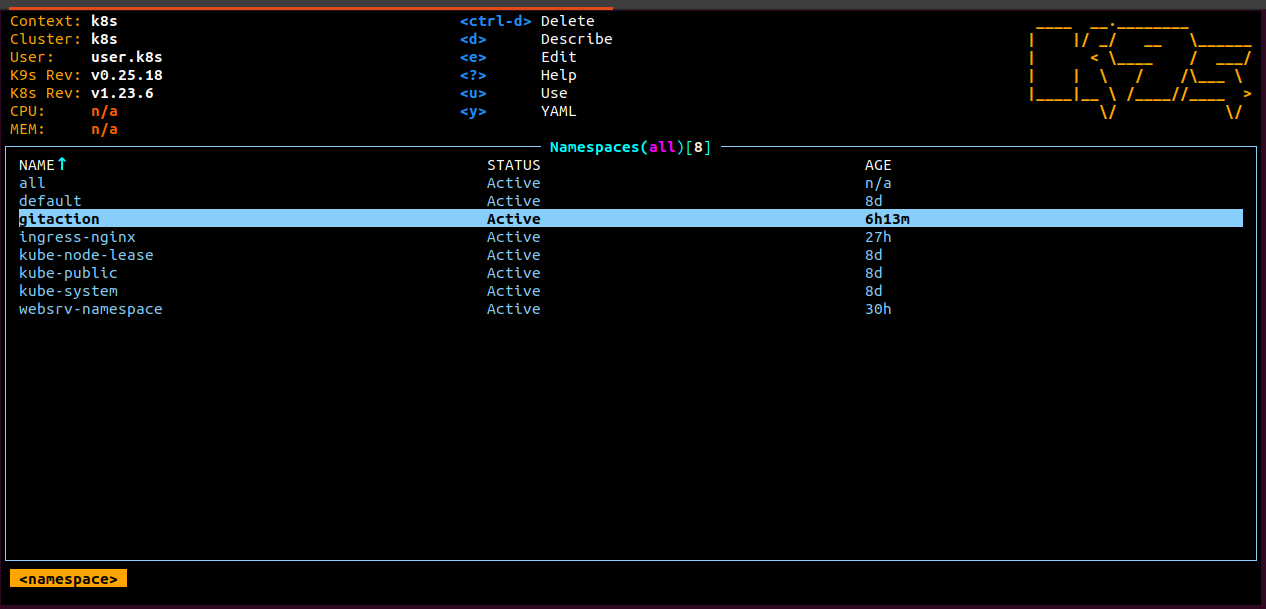 Context: k8s <ctrl-d> Delete
Cluster: k8s <d> Describe
User: user.k8s <e> Edit
K9s Rev: v0.25.18 <?> Help
K8s Rev: v1.23.6 <u> Use
CPU: n/a <y> YAML
MEM: n/a
Namespaces(all)[8]
NAME↑ STATUS AGE
all Active n/a
default Active 8d
gitaction Active 6h13m
ingress-nginx Active 27h
kube-node-lease Active 8d
kube-public Active 8d
kube-system Active 8d
websrv-namespace Active 30h
<namespace>